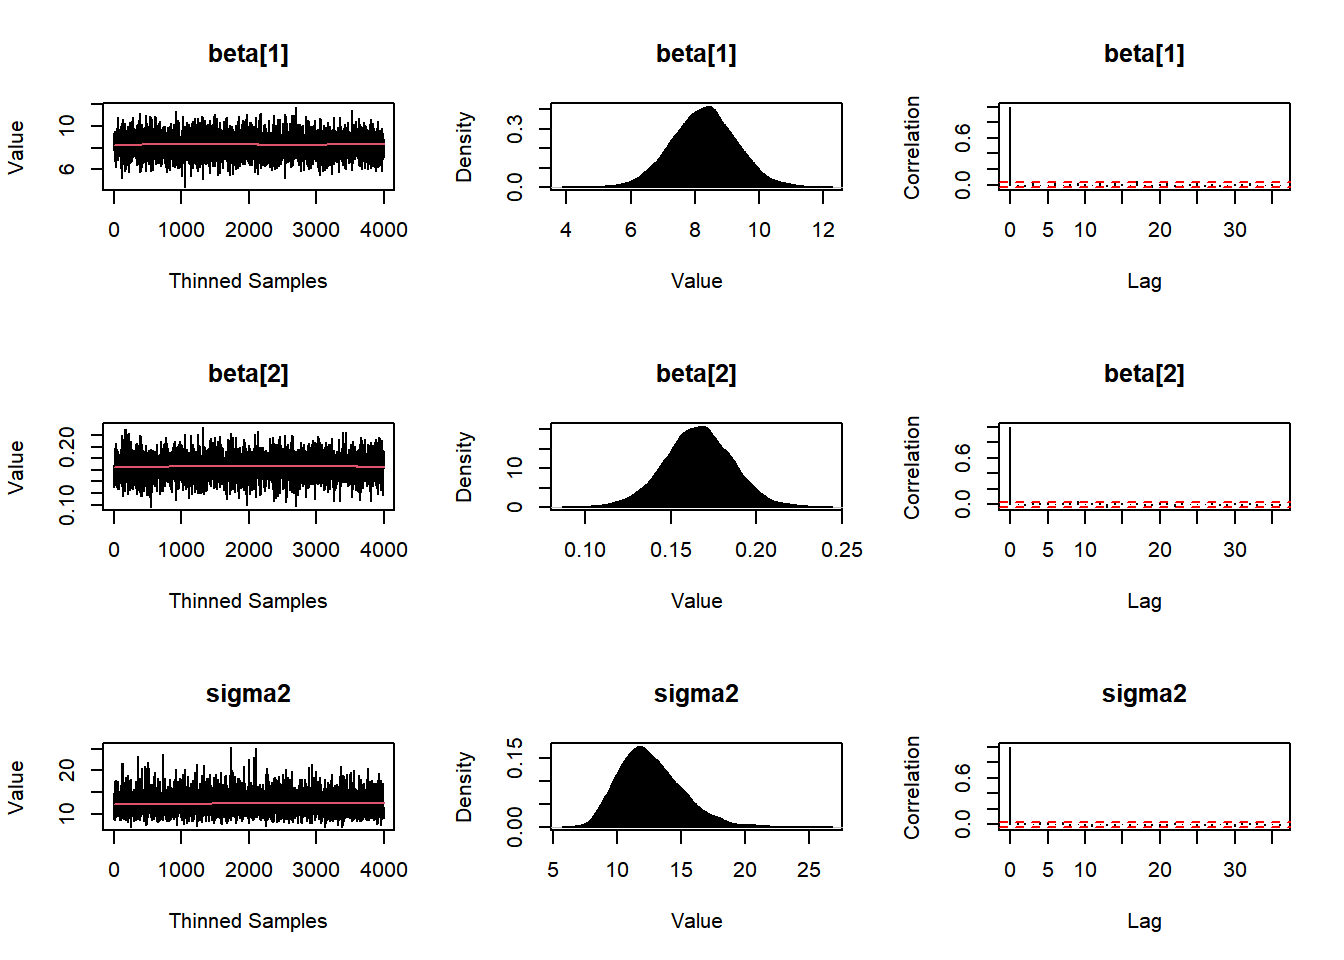 beta[1]
beta[1]
beta[1]
Value
6
10
0
1000
2000
3000
4000
Thinned Samples
Density
0.0
0.3
4
6
8
10
12
Value
Correlation
0.0
0.6
0
5
10
20
30
Lag
beta[2]
beta[2]
beta[2]
Value
0.10
0.20
0
1000
2000
3000
4000
Thinned Samples
Density
0
10
0.10
0.15
0.20
0.25
Value
Correlation
0.0
0.6
0
5
10
20
30
Lag
sigma2
sigma2
sigma2
Value
10
20
0
1000
2000
3000
4000
Thinned Samples
Density
0.00
0.15
5
10
15
20
25
Value
Correlation
0.0
0.6
0
5
10
20
30
Lag